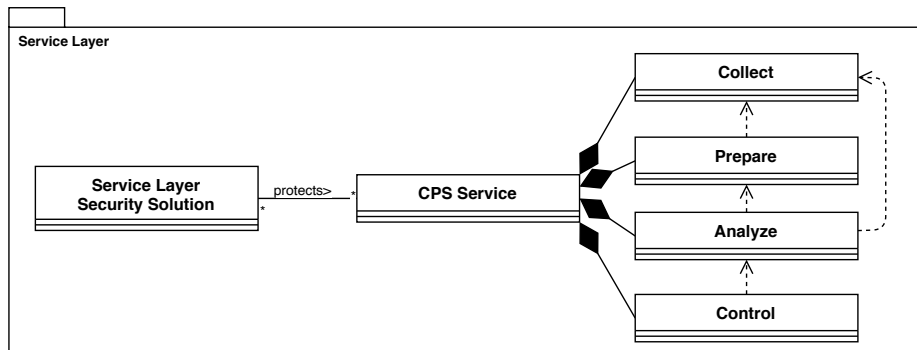 Service Layer
Collect
Prepare
Service Layer
Security Solution
protects>
*
*
CPS Service
Analyze
Control